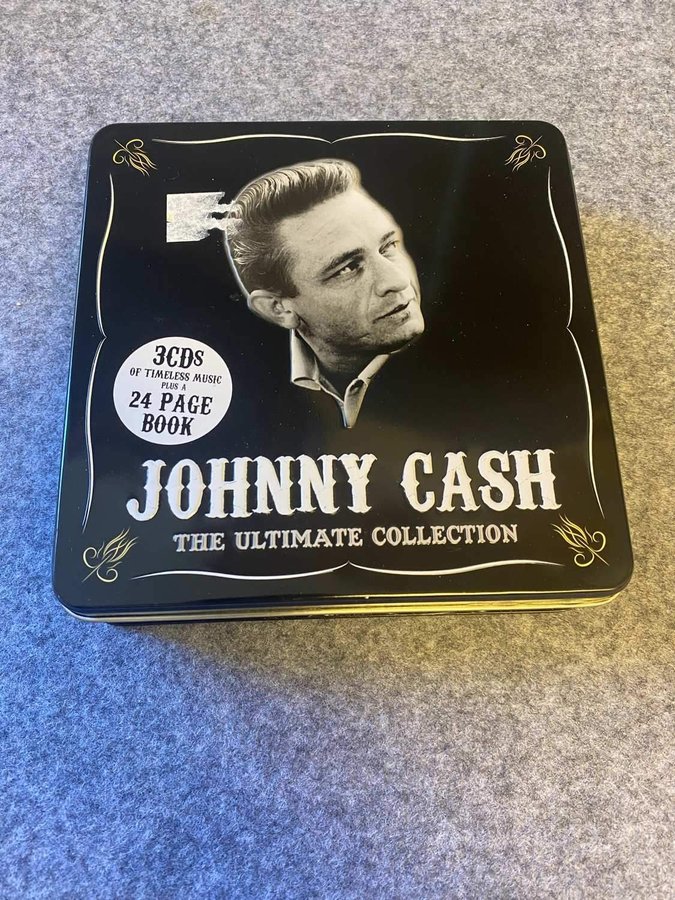 3CDs
OF TIMELESS MUSIC
PLUS A
24 PAGE
BOOK
JOHNNY CASH
THE ULTIMATE COLLECTION